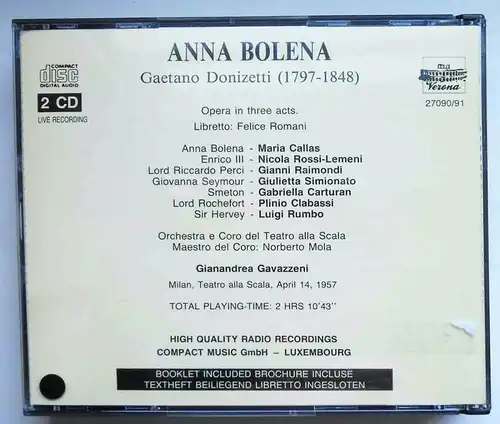 ANNA BOLENA
Gaetano Donizetti (1797-1848)
COMPACT
disc
DIGITAL AUDIO
2 CD
LIVE RECORDING
Verona
27090/91
Opera in three acts.
Libretto: Felice Romani
Anna Bolena - Maria Callas
Enrico III - Nicola Rossi-Lemeni
Lord Riccardo Perci - Gianni Raimondi
Giovanna Seymour - Giulietta Simionato
Smeton - Gabriella Carturan
Lord Rochefort - Plinio Clabassi
Sir Hervey - Luigi Rumbo
Orchestra e Coro del Teatro alla Scala
Maestro del Coro: Norberto Mola
Gianandrea Gavazzeni
Milan, Teatro alla Scala, April 14, 1957
TOTAL PLAYING-TIME: 2 HRS 10'43''
HIGH QUALITY RADIO RECORDINGS
COMPACT MUSIC GmbH – LUXEMBOURG
BOOKLET INCLUDED BROCHURE INCLUSE
TEXTHEFT BEILIEGEND LIBRETTO INGESLOTEN